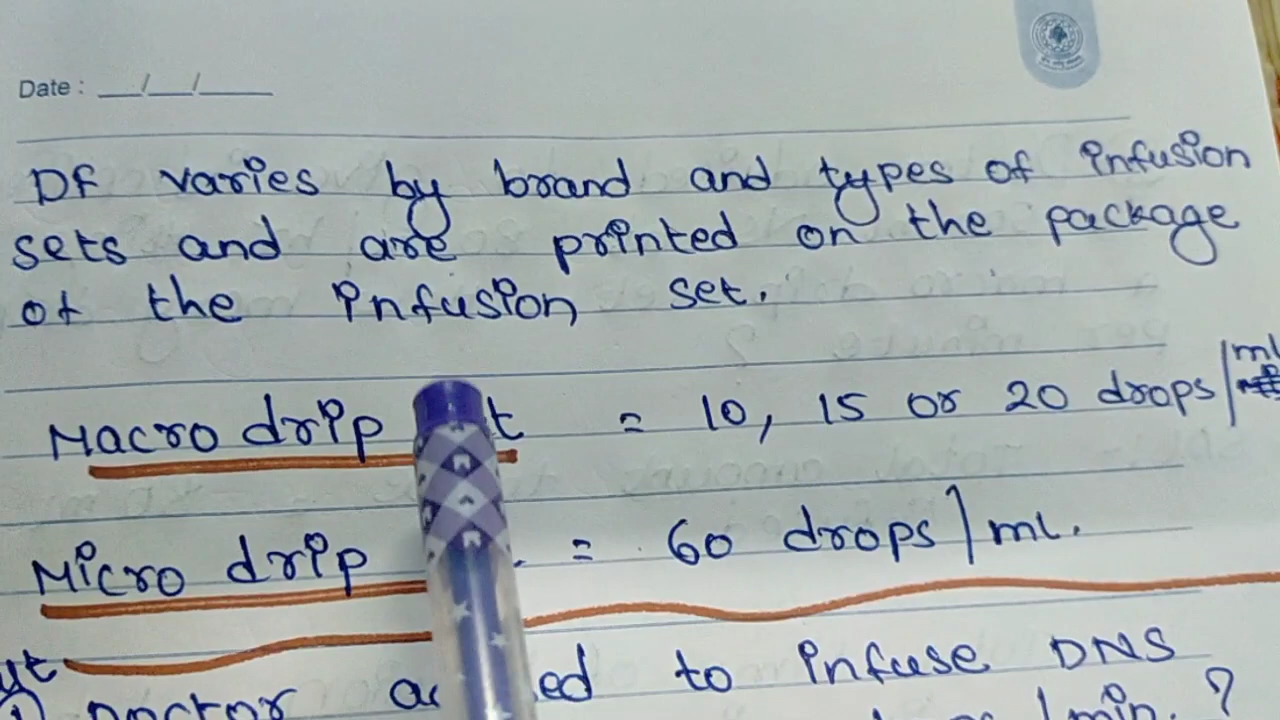 Date : __/__/____
DF varies by brand and types of infusion
sets and are printed on the package
of the infusion set.
Macro drip = 10, 15 or 20 drops/ml
Micro drip = 60 drops/ml.
to infuse DNS
Doctor
/min. ?